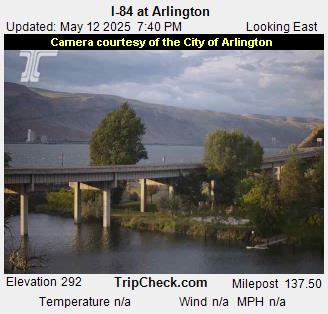 I-84 at Arlington
Updated: May 12 2025 7:40 PM Looking East
Camera courtesy of the City of Arlington
Elevation 292 TripCheck.com Milepost 137.50
Temperature n/a Wind n/a MPH n/a